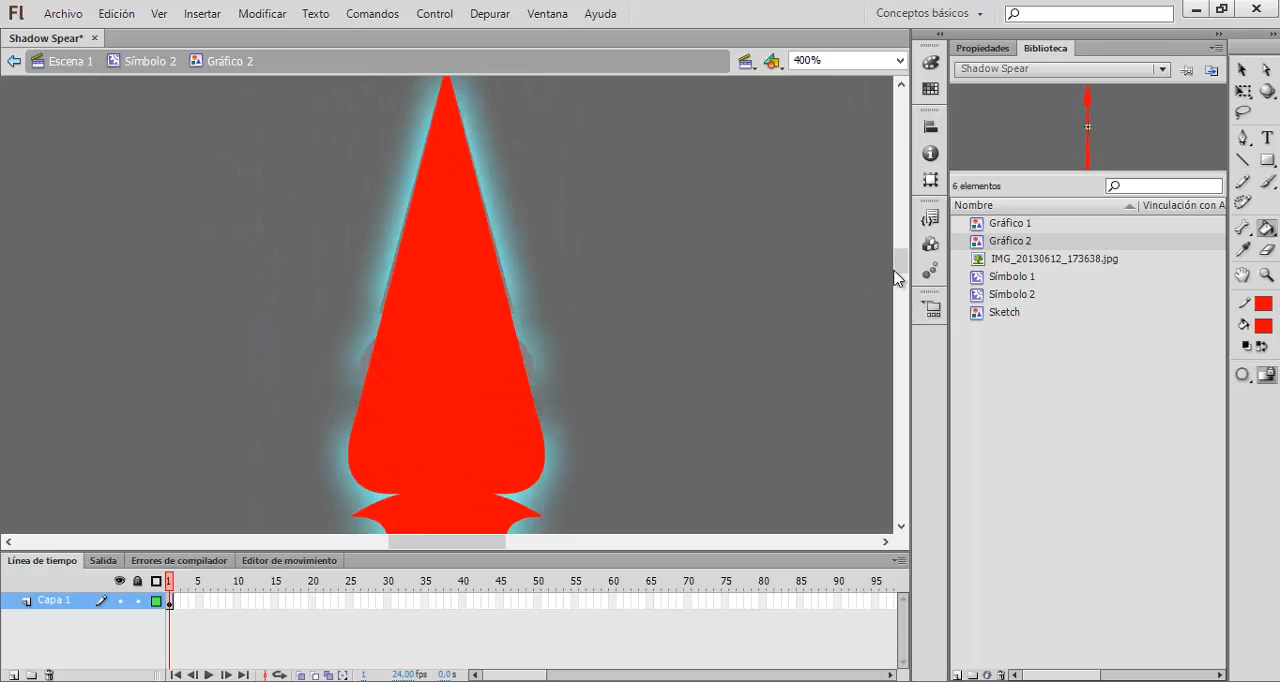 Fl Archivo Edición Ver Insertar Modificar Texto Comandos Control Depurar Ventana Ayuda Conceptos básicos
Shadow Spear* ×
Escena 1 Símbolo 2 Gráfico 2 400%
Propiedades Biblioteca
Shadow Spear
6 elementos
Nombre Vinculación con A
Gráfico 1
Gráfico 2
IMG_20130612_173638.jpg
Símbolo 1
Símbolo 2
Sketch
Línea de tiempo Salida Errores de compilador Editor de movimiento
1 5 10 15 20 25 30 35 40 45 50 55 60 65 70 75 80 85 90 95
Capa 1
1 24,00 fps 0,0 s